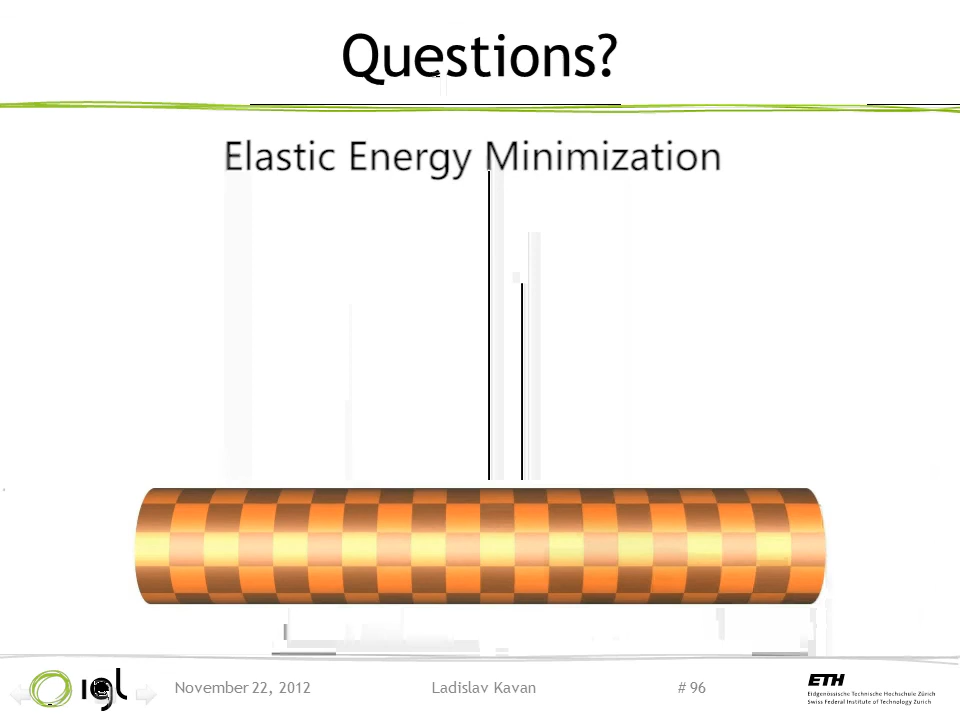 Questions?
Elastic Energy Minimization
igl
November 22, 2012
Ladislav Kavan
# 96
ETH
Eidgenössische Technische Hochschule Zürich
Swiss Federal Institute of Technology Zurich